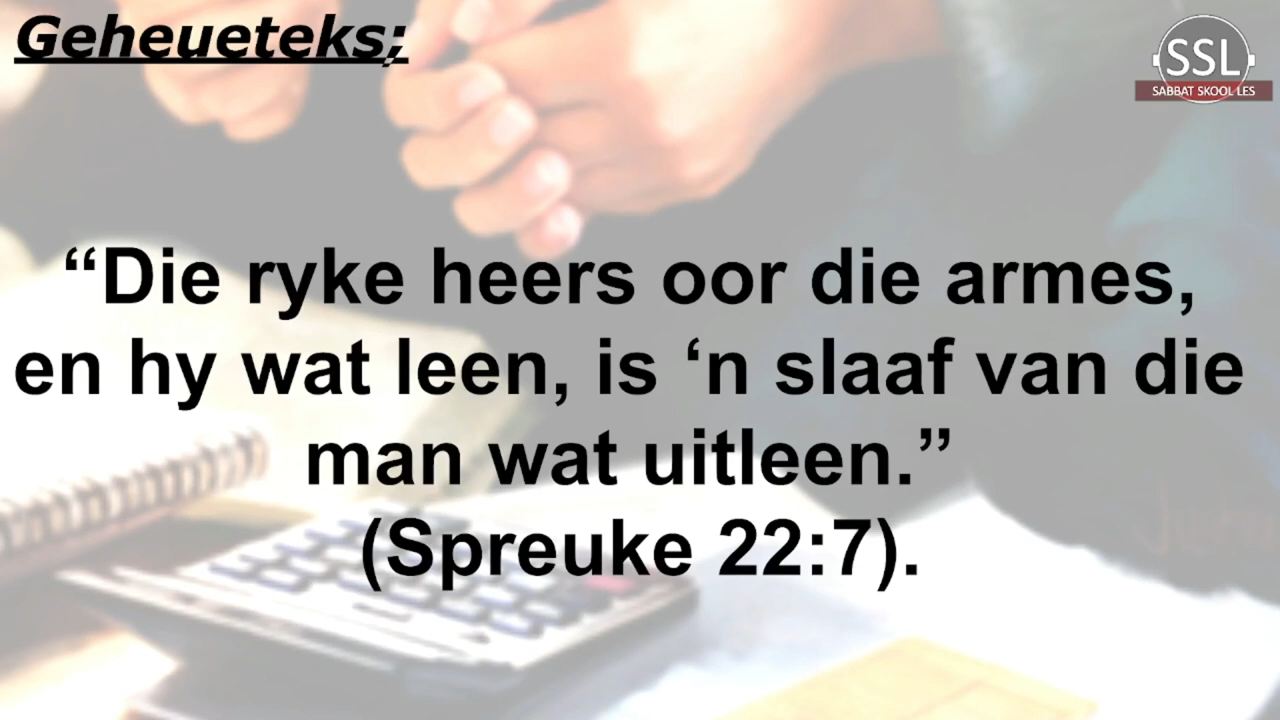 Geheueteks;
SSL
SABBAT SKOOL LES
“Die ryke heers oor die armes,
en hy wat leen, is ‘n slaaf van die
man wat uitleen.”
(Spreuke 22:7).